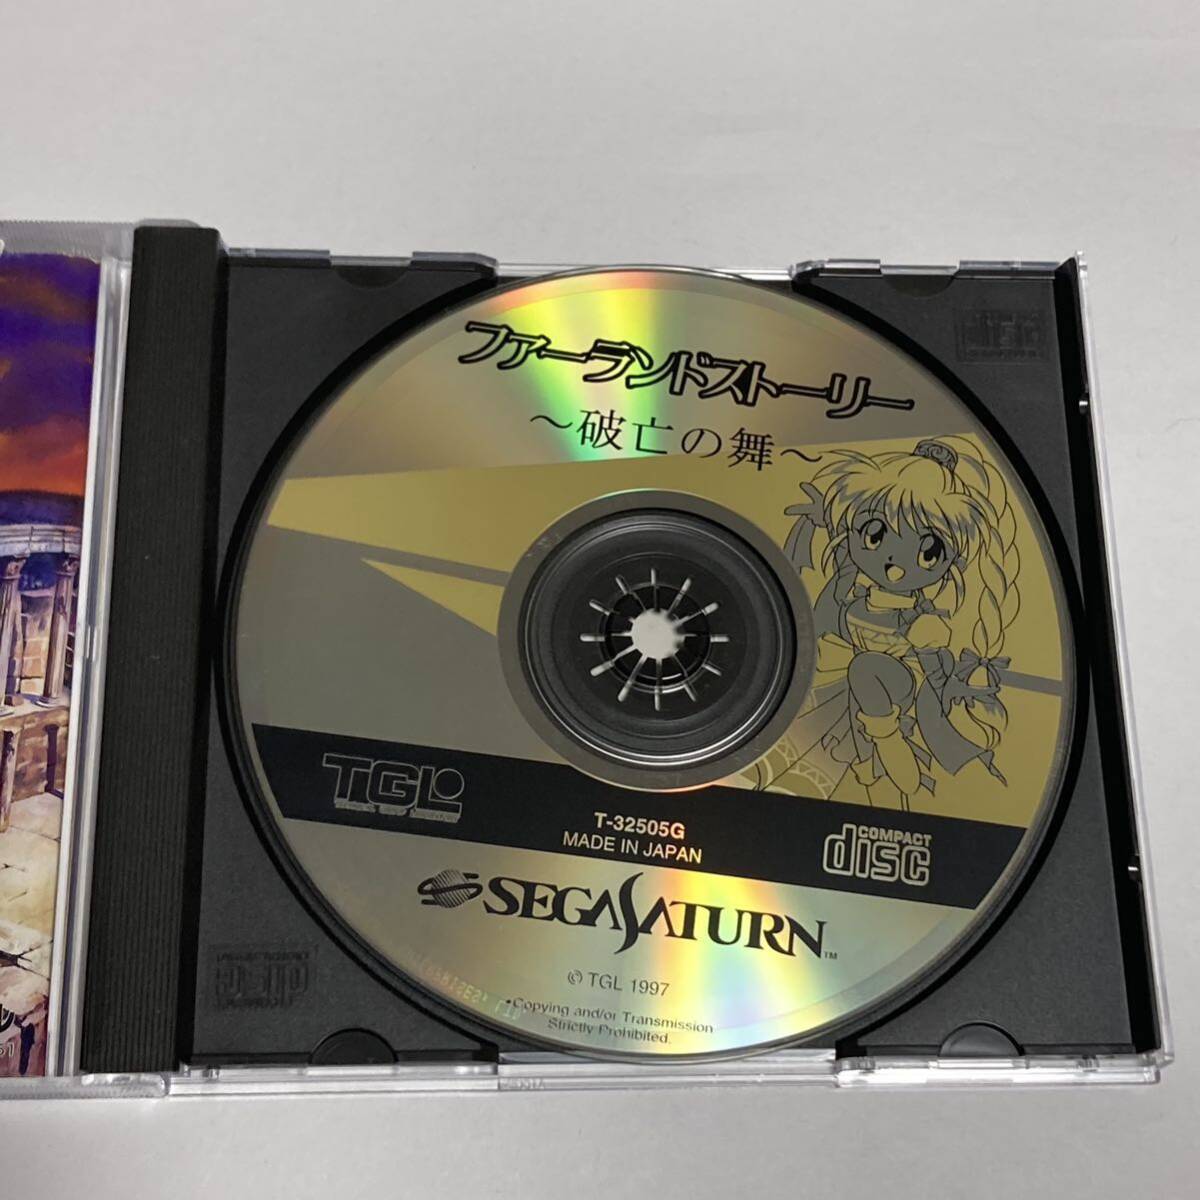 ファーランドストーリー
～破亡の舞～
TGL
T-32505G
MADE IN JAPAN
COMPACT
disc
SEGA SATURN™
© TGL 1997
•Copying and/or Transmission
Strictly Prohibited.